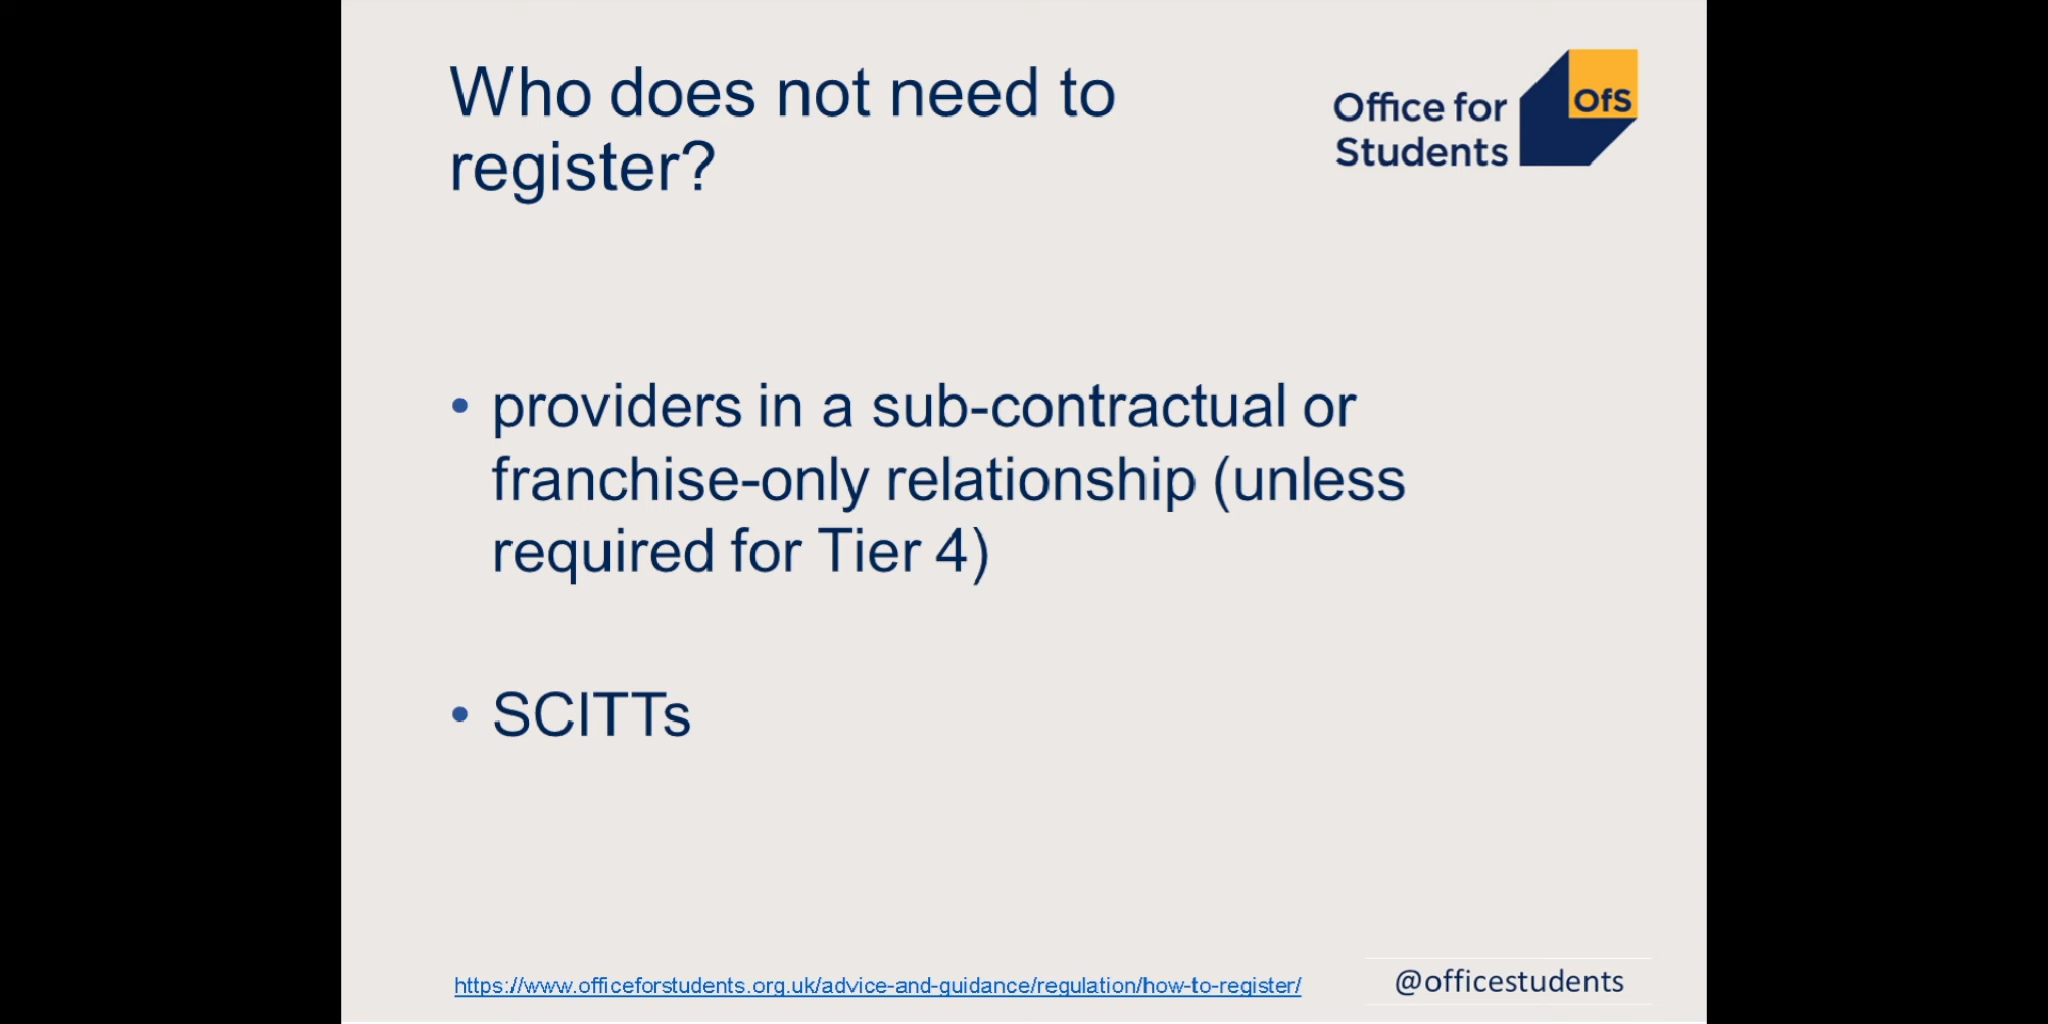 Who does not need to
register?
Office for
Students
OfS
• providers in a sub-contractual or
franchise-only relationship (unless
required for Tier 4)
• SCITTs
https://www.officeforstudents.org.uk/advice-and-guidance/regulation/how-to-register/
@officestudents